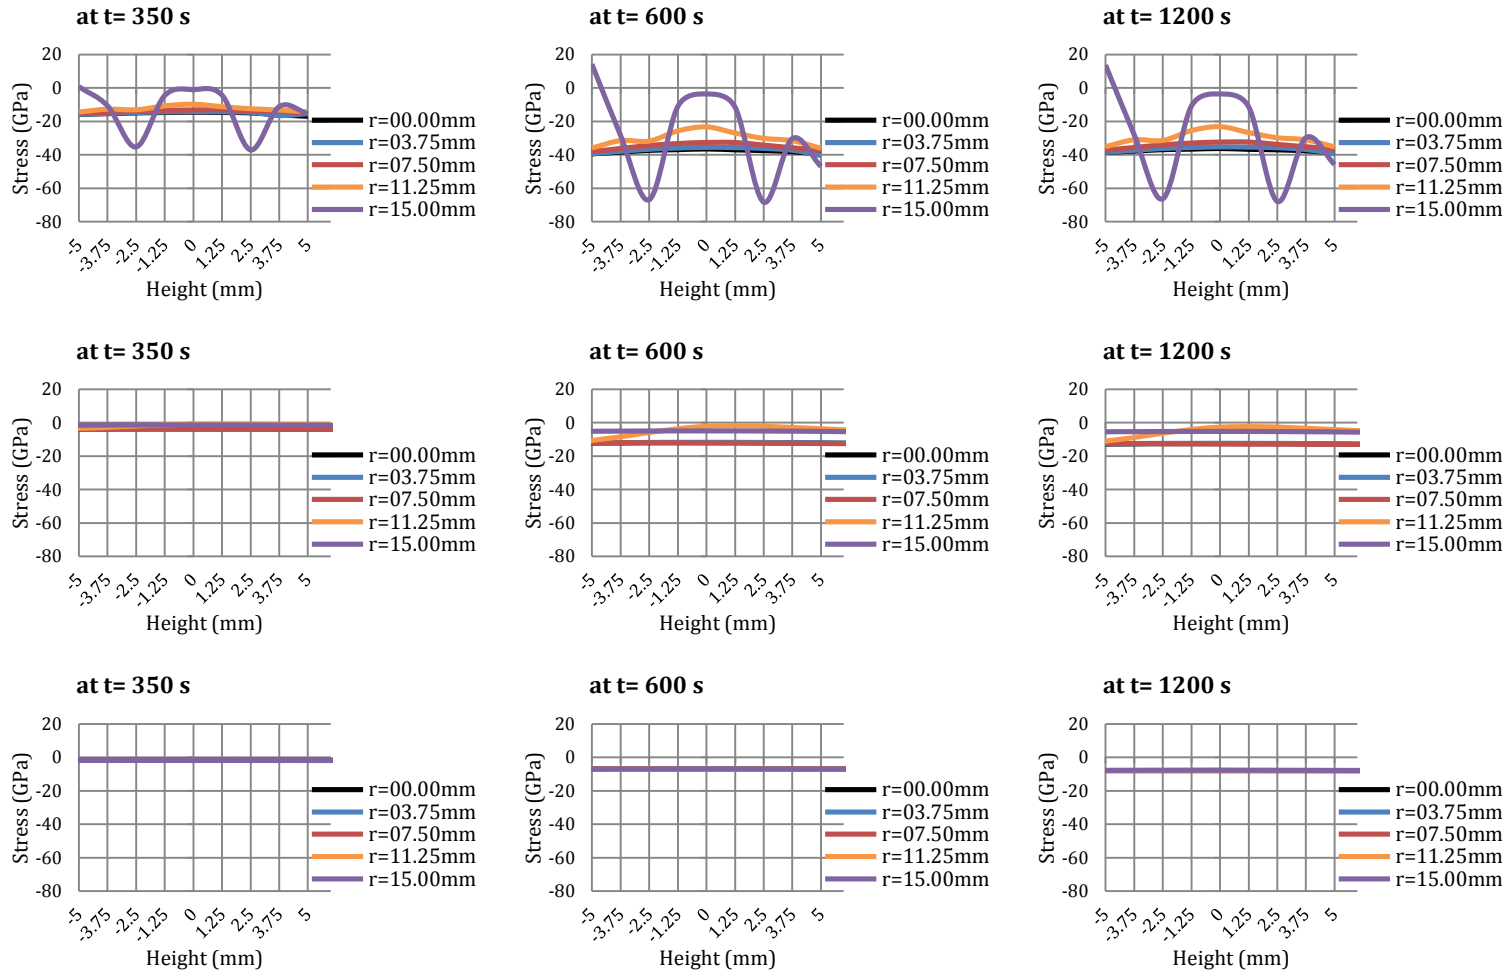 at t= 350 s
20
0
-20
-40
-60
-80
Stress (GPa)
-5
-3.75
-2.5
-1.25
0
1.25
2.5
3.75
5
Height (mm)
r=00.00mm
r=03.75mm
r=07.50mm
r=11.25mm
r=15.00mm
at t= 600 s
20
0
-20
-40
-60
-80
Stress (GPa)
-5
-3.75
-2.5
-1.25
0
1.25
2.5
3.75
5
Height (mm)
r=00.00mm
r=03.75mm
r=07.50mm
r=11.25mm
r=15.00mm
at t= 1200 s
20
0
-20
-40
-60
-80
Stress (GPa)
-5
-3.75
-2.5
-1.25
0
1.25
2.5
3.75
5
Height (mm)
r=00.00mm
r=03.75mm
r=07.50mm
r=11.25mm
r=15.00mm
at t= 350 s
20
0
-20
-40
-60
-80
Stress (GPa)
-5
-3.75
-2.5
-1.25
0
1.25
2.5
3.75
5
Height (mm)
r=00.00mm
r=03.75mm
r=07.50mm
r=11.25mm
r=15.00mm
at t= 600 s
20
0
-20
-40
-60
-80
Stress (GPa)
-5
-3.75
-2.5
-1.25
0
1.25
2.5
3.75
5
Height (mm)
r=00.00mm
r=03.75mm
r=07.50mm
r=11.25mm
r=15.00mm
at t= 1200 s
20
0
-20
-40
-60
-80
Stress (GPa)
-5
-3.75
-2.5
-1.25
0
1.25
2.5
3.75
5
Height (mm)
r=00.00mm
r=03.75mm
r=07.50mm
r=11.25mm
r=15.00mm
at t= 350 s
20
0
-20
-40
-60
-80
Stress (GPa)
-5
-3.75
-2.5
-1.25
0
1.25
2.5
3.75
5
Height (mm)
r=00.00mm
r=03.75mm
r=07.50mm
r=11.25mm
r=15.00mm
at t= 600 s
20
0
-20
-40
-60
-80
Stress (GPa)
-5
-3.75
-2.5
-1.25
0
1.25
2.5
3.75
5
Height (mm)
r=00.00mm
r=03.75mm
r=07.50mm
r=11.25mm
r=15.00mm
at t= 1200 s
20
0
-20
-40
-60
-80
Stress (GPa)
-5
-3.75
-2.5
-1.25
0
1.25
2.5
3.75
5
Height (mm)
r=00.00mm
r=03.75mm
r=07.50mm
r=11.25mm
r=15.00mm